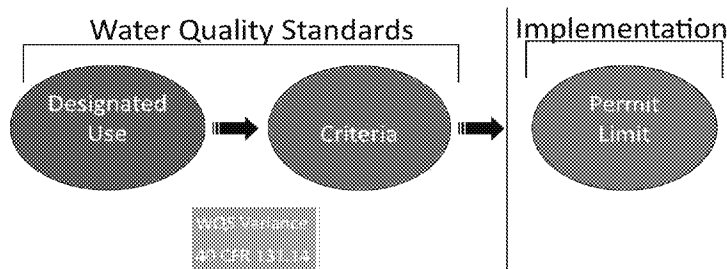 Water Quality Standards
Implementation
Designated
Use
Criteria
Permit
Limit
WQS Variance
40 CFR 131.14